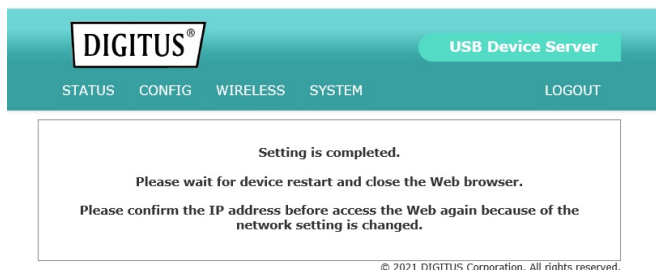 DIGITUS®
USB Device Server
STATUS CONFIG WIRELESS SYSTEM LOGOUT
Setting is completed.
Please wait for device restart and close the Web browser.
Please confirm the IP address before access the Web again because of the
network setting is changed.
© 2021 DIGITUS Corporation. All rights reserved.